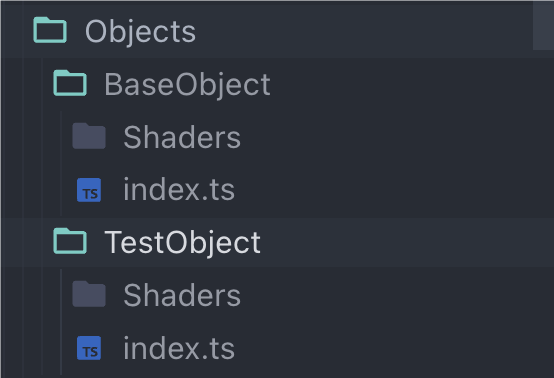 Objects
BaseObject
Shaders
TS index.ts
TestObject
Shaders
TS index.ts